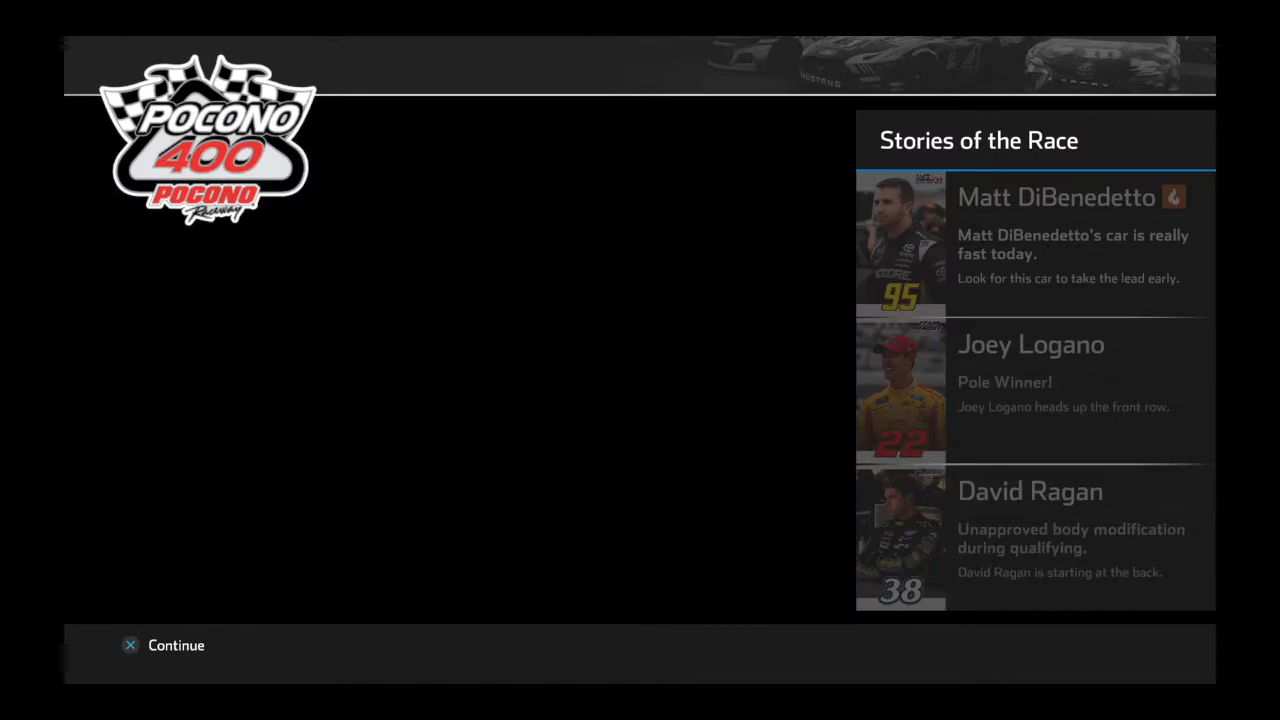 MUSTANG
POCONO
400
POCONO
Raceway
Stories of the Race
Matt DiBenedetto
Matt DiBenedetto's car is really
fast today.
Look for this car to take the lead early.
95
Joey Logano
Pole Winner!
Joey Logano heads up the front row.
22
David Ragan
Unapproved body modification
during qualifying.
David Ragan is starting at the back.
38
Continue